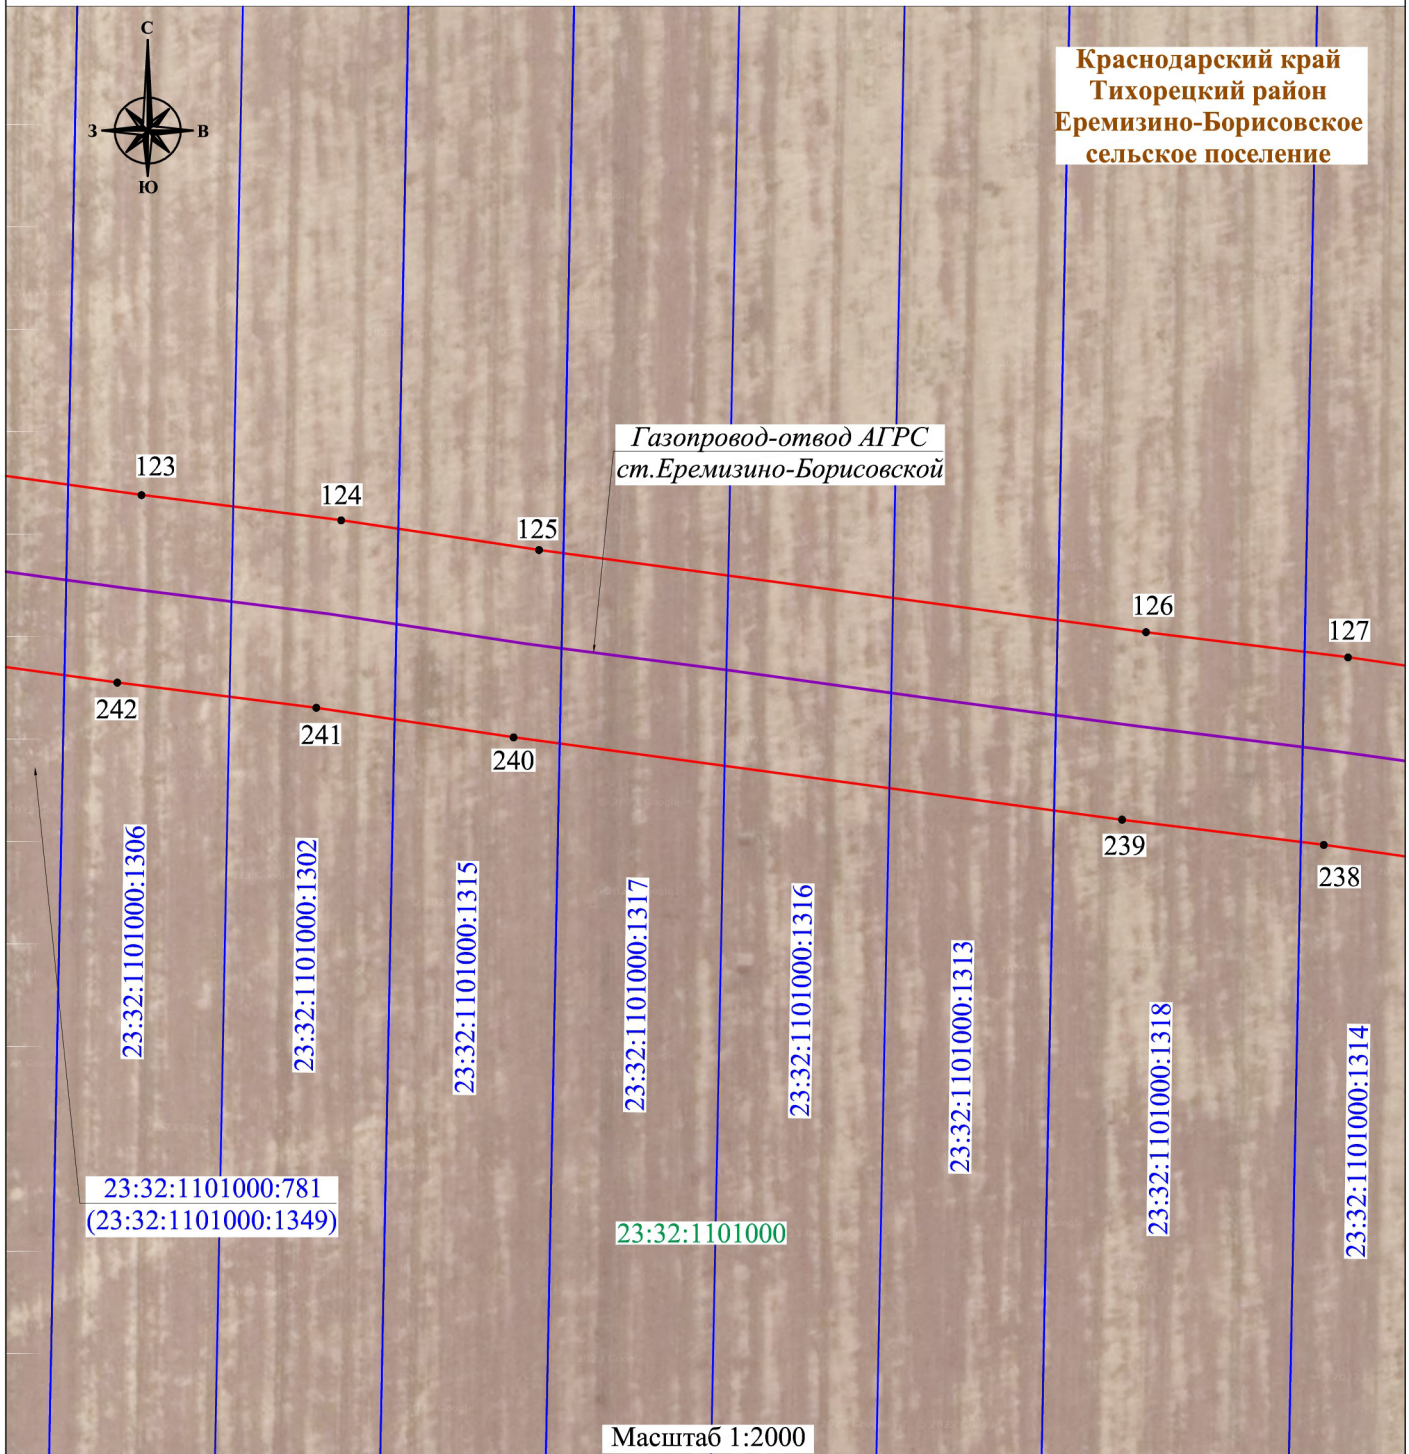 С
З
В
Ю
Краснодарский край
Тихорецкий район
Еремизино-Борисовское
сельское поселение
Газопровод-отвод АГРС
ст.Еремизино-Борисовской
123
124
125
126
127
242
241
240
239
238
23:32:1101000:1306
23:32:1101000:1302
23:32:1101000:1315
23:32:1101000:1317
23:32:1101000:1316
23:32:1101000:1313
23:32:1101000:1318
23:32:1101000:1314
23:32:1101000:781
(23:32:1101000:1349)
23:32:1101000
Масштаб 1:2000